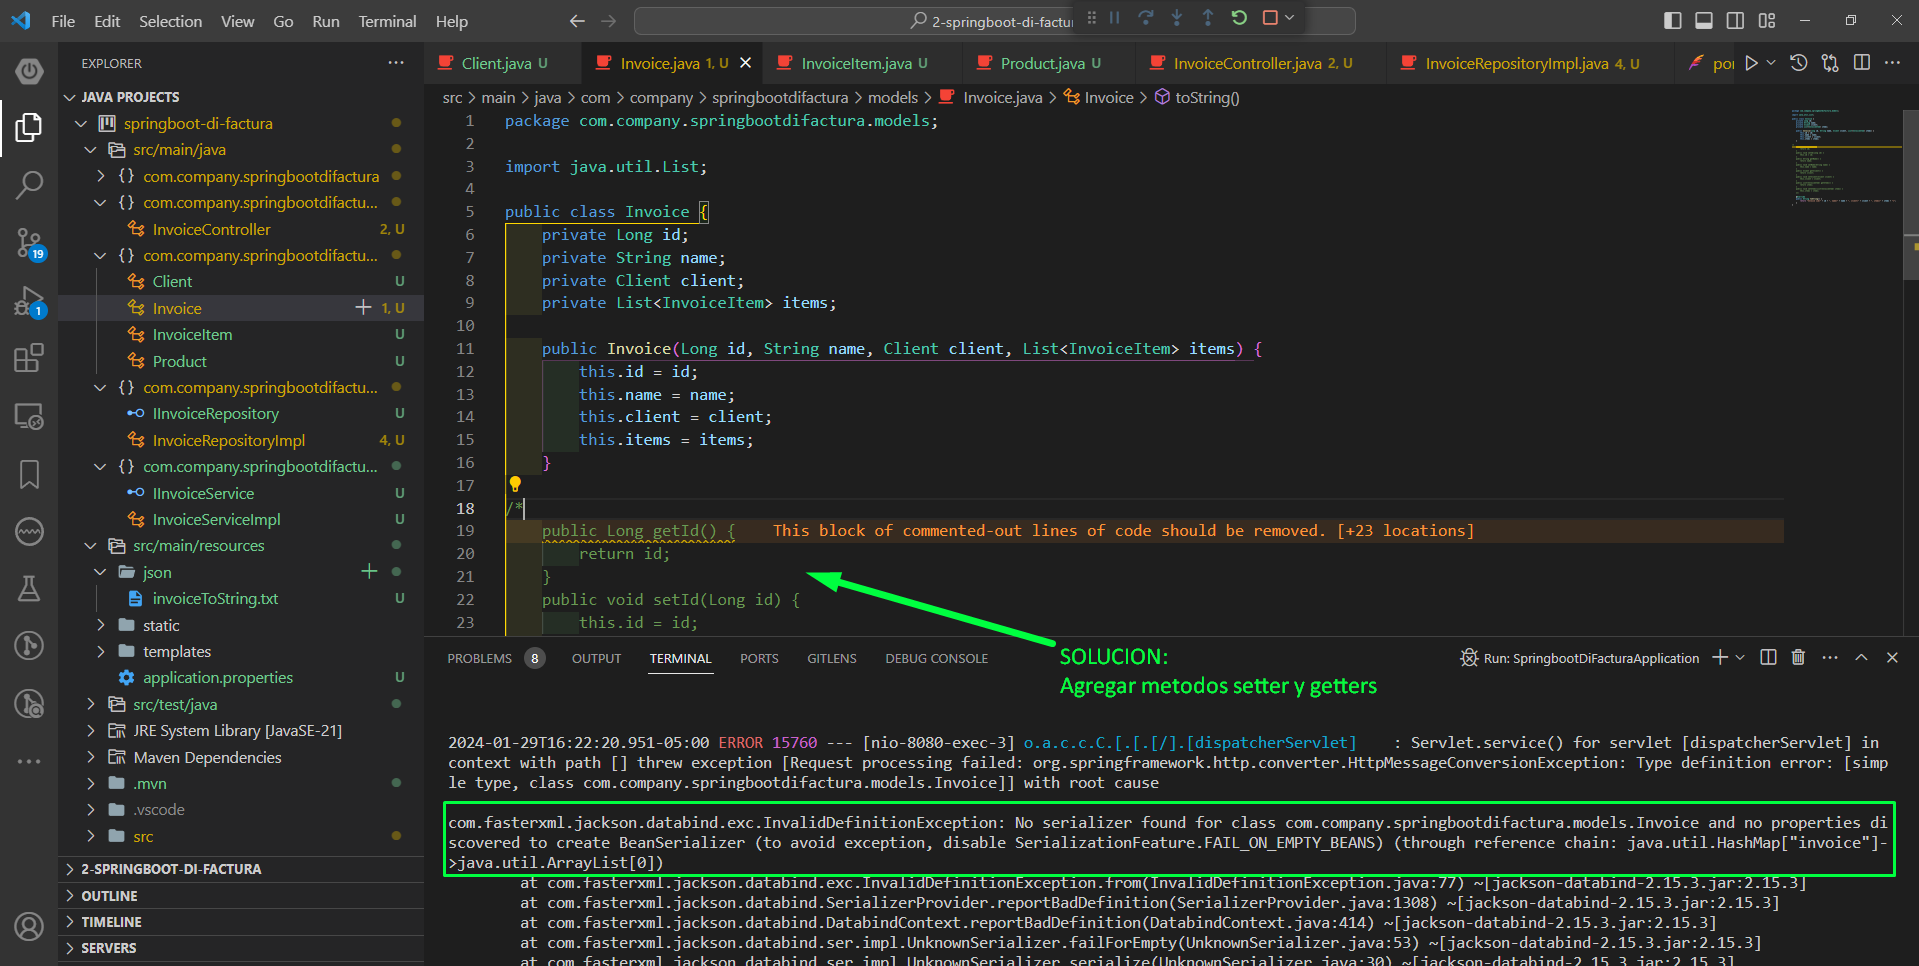 File Edit Selection View Go Run Terminal Help
2-springboot-di-factu
EXPLORER
JAVA PROJECTS
springboot-di-factura
src/main/java
com.company.springbootdifactura
com.company.springbootdifactu...
InvoiceController 2, U
com.company.springbootdifactu...
Client U
Invoice 1, U
InvoiceItem U
Product U
com.company.springbootdifactu...
IInvoiceRepository U
InvoiceRepositoryImpl 4, U
com.company.springbootdifactu...
IInvoiceService U
InvoiceServiceImpl U
src/main/resources
json
invoiceToString.txt U
static
templates
application.properties U
src/test/java
JRE System Library [JavaSE-21]
Maven Dependencies
.mvn
.vscode
src
2-SPRINGBOOT-DI-FACTURA
OUTLINE
TIMELINE
SERVERS
19
1
Client.java U Invoice.java 1, U InvoiceItem.java U Product.java U InvoiceController.java 2, U InvoiceRepositoryImpl.java 4, U por
src > main > java > com > company > springbootdifactura > models > Invoice.java > Invoice > toString()
1 package com.company.springbootdifactura.models;
2
3 import java.util.List;
4
5 public class Invoice {
6 private Long id;
7 private String name;
8 private Client client;
9 private List<InvoiceItem> items;
10
11 public Invoice(Long id, String name, Client client, List<InvoiceItem> items) {
12 this.id = id;
13 this.name = name;
14 this.client = client;
15 this.items = items;
16 }
17
18 /*
19 public Long getId() { This block of commented-out lines of code should be removed. [+23 locations]
20 return id;
21 }
22 public void setId(Long id) {
23 this.id = id;
SOLUCION:
Agregar metodos setter y getters
PROBLEMS 8 OUTPUT TERMINAL PORTS GITLENS DEBUG CONSOLE Run: SpringbootDiFacturaApplication
2024-01-29T16:22:20.951-05:00 ERROR 15760 --- [nio-8080-exec-3] o.a.c.c.C.[.[.[/].[dispatcherServlet] : Servlet.service() for servlet [dispatcherServlet] in
context with path [] threw exception [Request processing failed: org.springframework.http.converter.HttpMessageConversionException: Type definition error: [simp
le type, class com.company.springbootdifactura.models.Invoice]] with root cause
com.fasterxml.jackson.databind.exc.InvalidDefinitionException: No serializer found for class com.company.springbootdifactura.models.Invoice and no properties di
scovered to create BeanSerializer (to avoid exception, disable SerializationFeature.FAIL_ON_EMPTY_BEANS) (through reference chain: java.util.HashMap["invoice"]-
>java.util.ArrayList[0])
at com.fasterxml.jackson.databind.exc.InvalidDefinitionException.from(InvalidDefinitionException.java:77) ~[jackson-databind-2.15.3.jar:2.15.3]
at com.fasterxml.jackson.databind.SerializerProvider.reportBadDefinition(SerializerProvider.java:1308) ~[jackson-databind-2.15.3.jar:2.15.3]
at com.fasterxml.jackson.databind.DatabindContext.reportBadDefinition(DatabindContext.java:414) ~[jackson-databind-2.15.3.jar:2.15.3]
at com.fasterxml.jackson.databind.ser.impl.UnknownSerializer.failForEmpty(UnknownSerializer.java:53) ~[jackson-databind-2.15.3.jar:2.15.3]
at com.fasterxml.jackson.databind.ser.impl.UnknownSerializer.serialize(UnknownSerializer.java:30) ~[jackson-databind-2.15.3.jar:2.15.3]